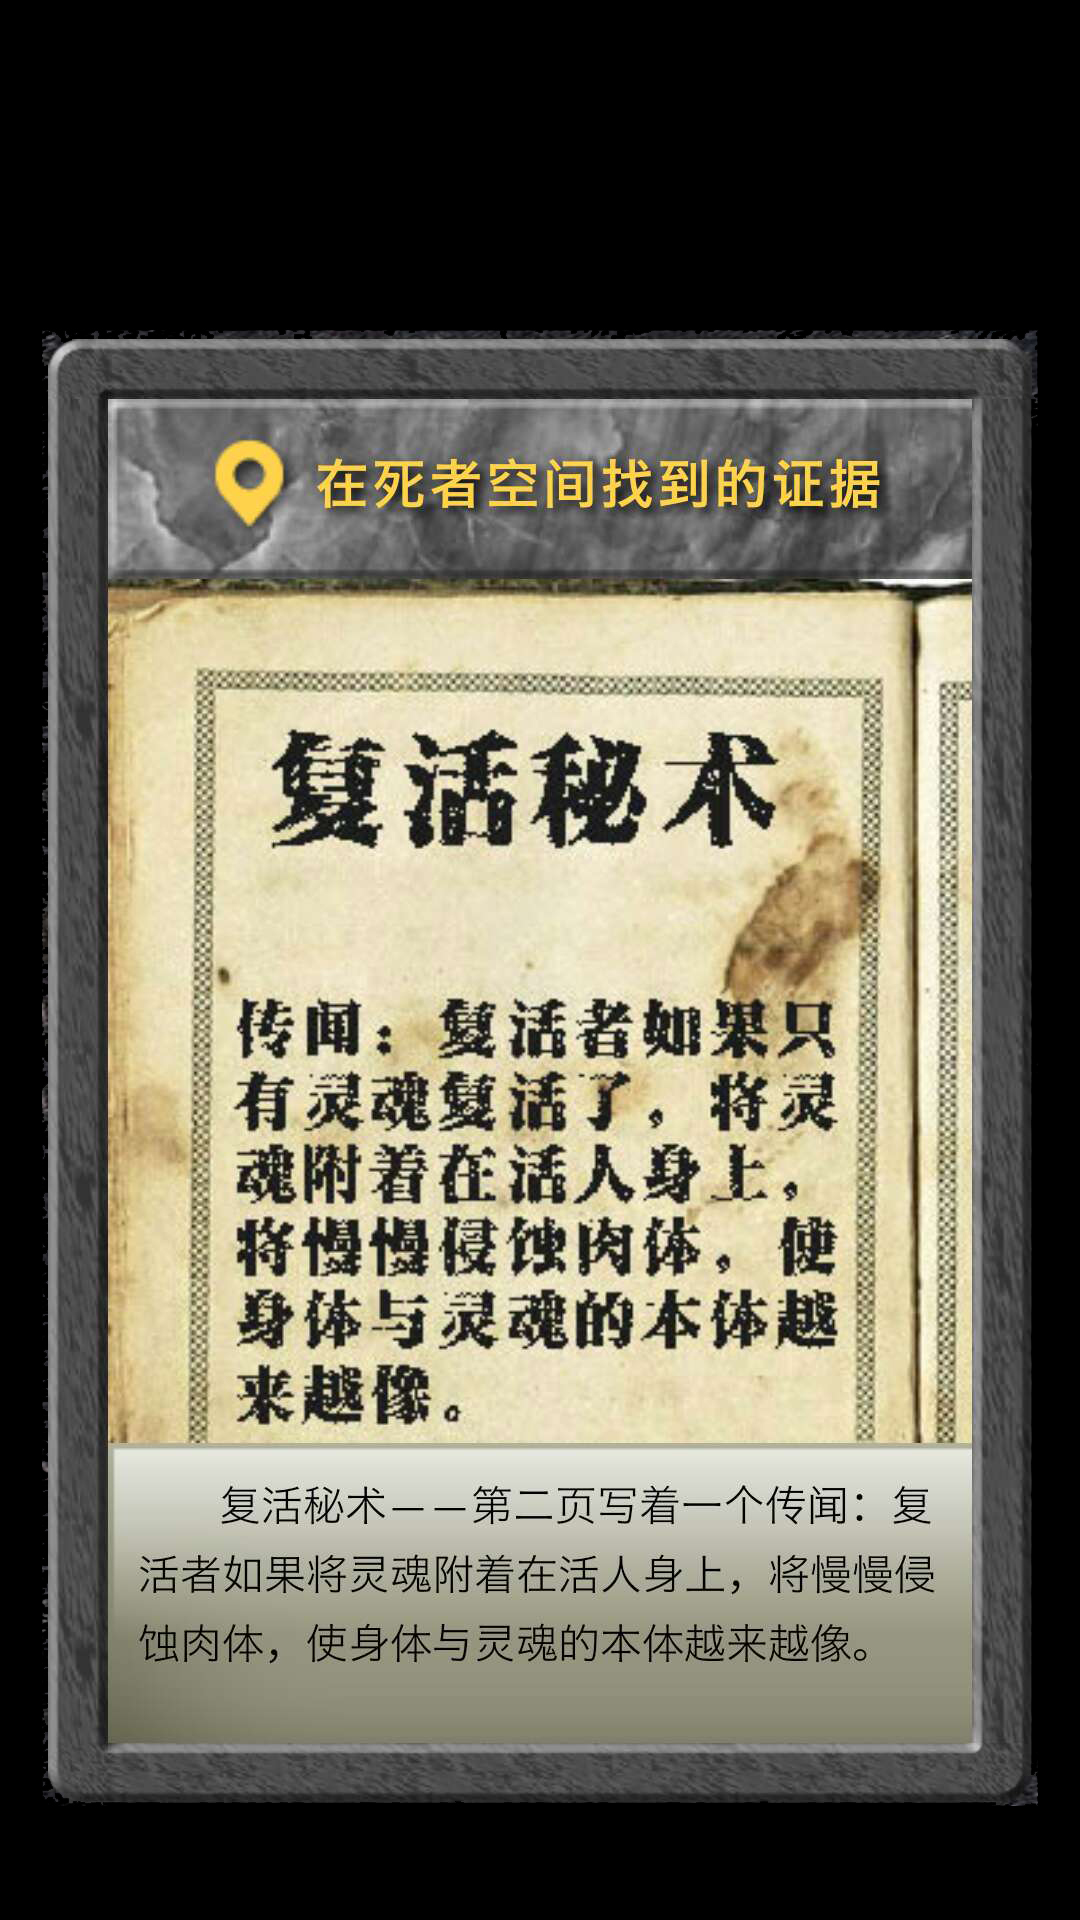 在死者空间找到的证据
复活秘术
传闻：复活者如果只
有灵魂复活了，将灵
魂附着在活人身上，
将慢慢侵蚀肉体，使
身体与灵魂的本体越
来越像。
复活秘术——第二页写着一个传闻：复
活者如果将灵魂附着在活人身上，将慢慢侵
蚀肉体，使身体与灵魂的本体越来越像。